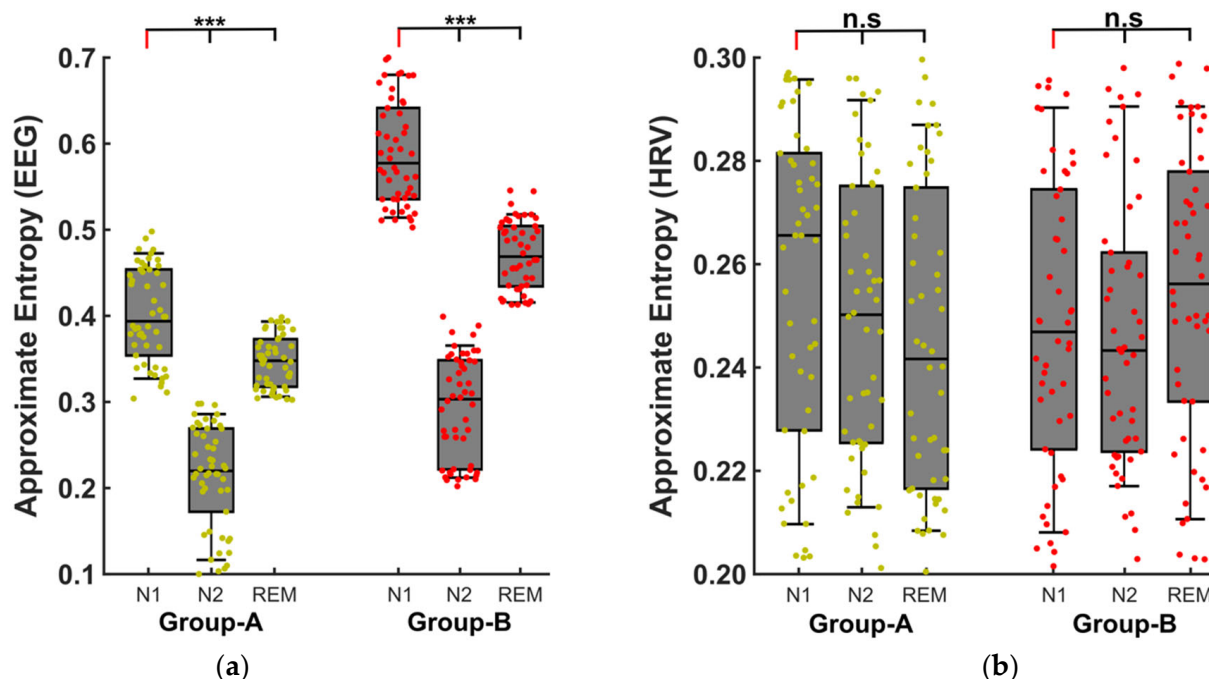 *** *** n.s n.s
Approximate Entropy (EEG)
0.7
0.6
0.5
0.4
0.3
0.2
0.1
N1 N2 REM N1 N2 REM
Group-A Group-B
(a)
Approximate Entropy (HRV)
0.30
0.28
0.26
0.24
0.22
0.20
N1 N2 REM N1 N2 REM
Group-A Group-B
(b)